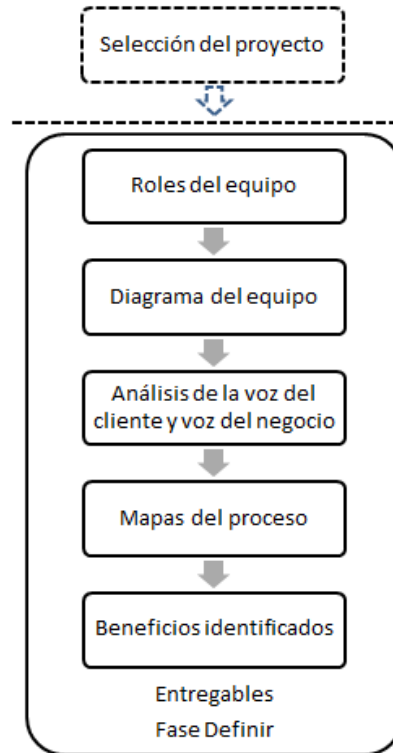 Selección del proyecto
Roles del equipo
Diagrama del equipo
Análisis de la voz del
cliente y voz del negocio
Mapas del proceso
Beneficios identificados
Entregables
Fase Definir